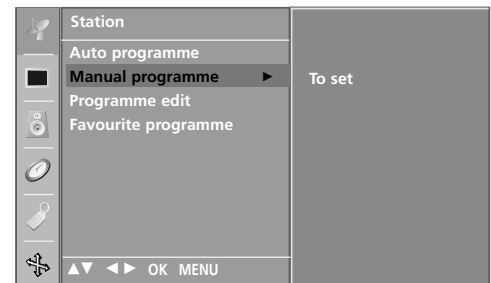 Station
Auto programme
Manual programme ►
To set
Programme edit
Favourite programme
▲▼ ◄► OK MENU